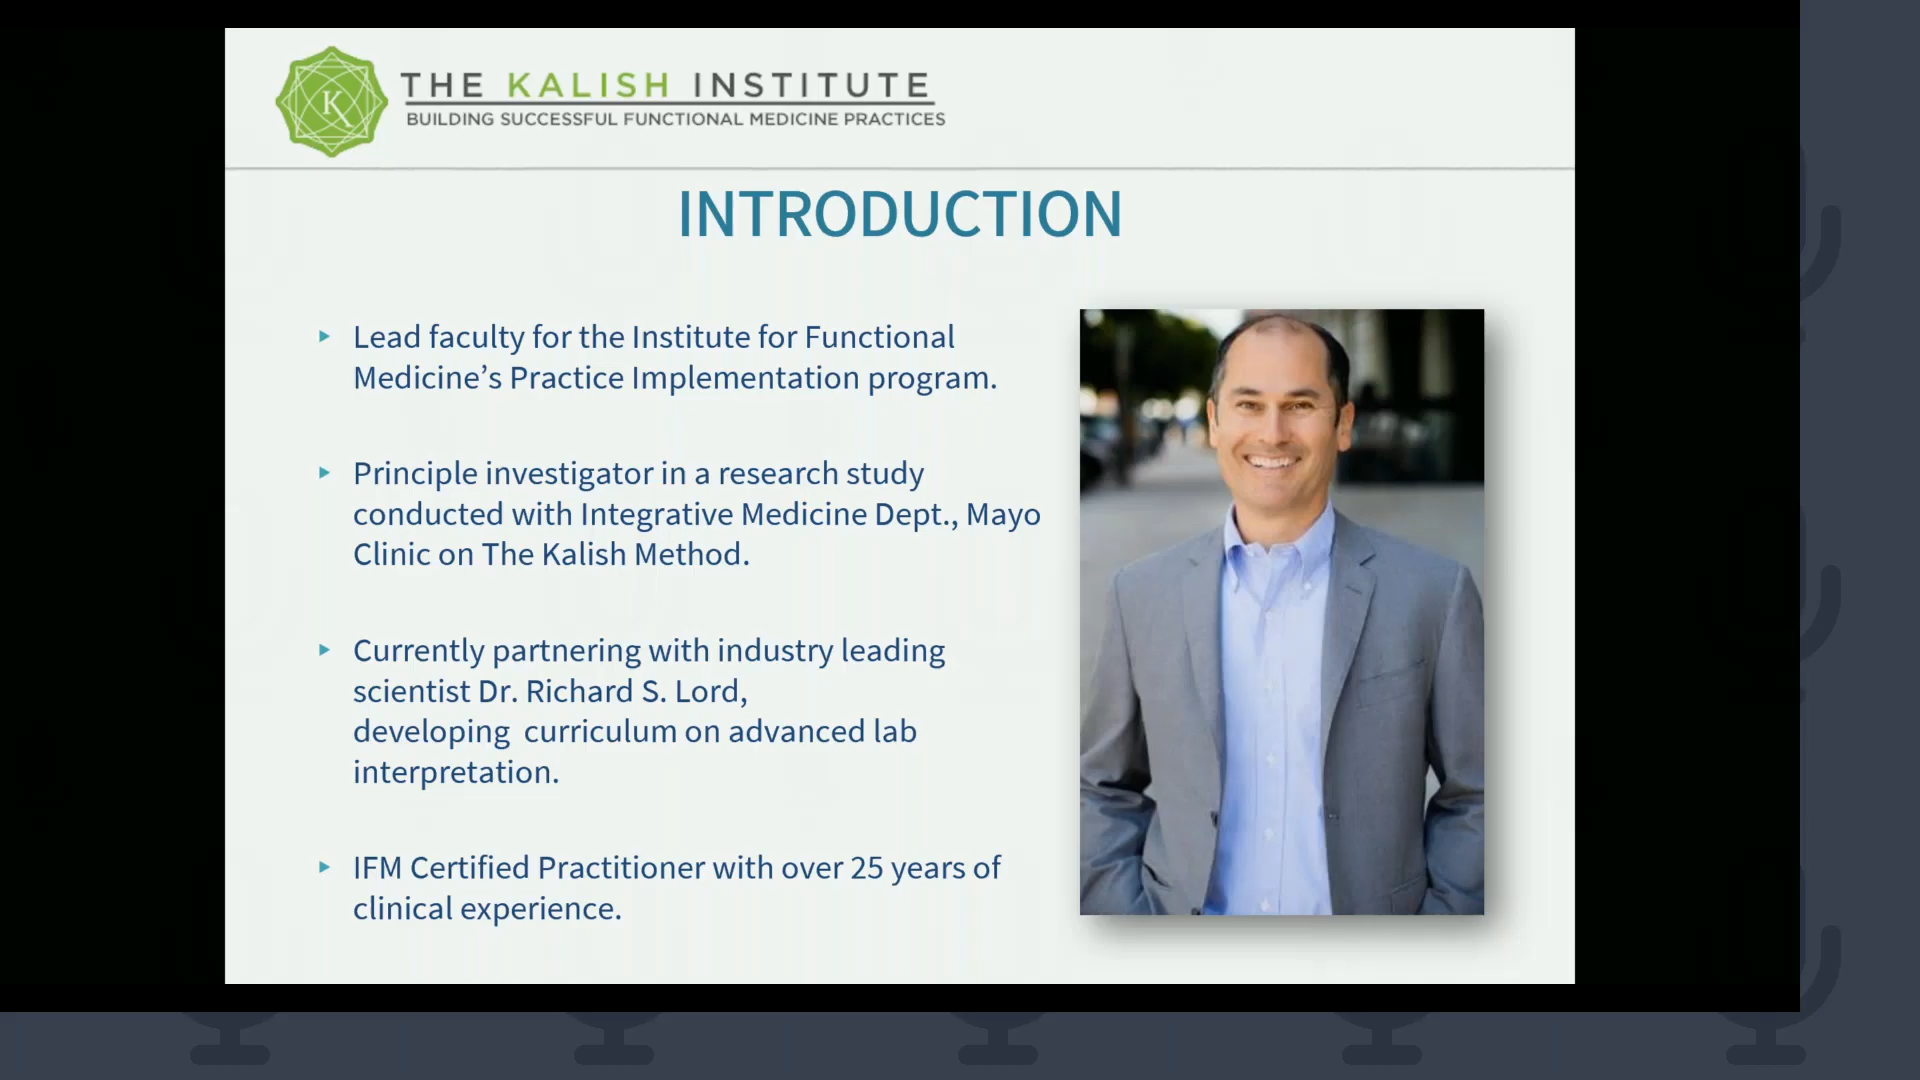 K
THE KALISH INSTITUTE
BUILDING SUCCESSFUL FUNCTIONAL MEDICINE PRACTICES
INTRODUCTION
Lead faculty for the Institute for Functional
Medicine’s Practice Implementation program.
Principle investigator in a research study
conducted with Integrative Medicine Dept., Mayo
Clinic on The Kalish Method.
Currently partnering with industry leading
scientist Dr. Richard S. Lord,
developing  curriculum on advanced lab
interpretation.
IFM Certified Practitioner with over 25 years of
clinical experience.